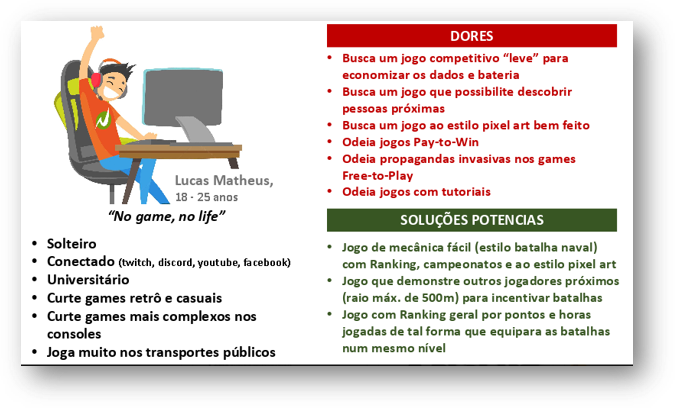 Lucas Matheus,
18 - 25 anos
“No game, no life”
• Solteiro
• Conectado (twitch, discord, youtube, facebook)
• Universitário
• Curte games retrô e casuais
• Curte games mais complexos nos
consoles
• Joga muito nos transportes públicos
DORES
• Busca um jogo competitivo “leve” para
economizar os dados e bateria
• Busca um jogo que possibilite descobrir
pessoas próximas
• Busca um jogo ao estilo pixel art bem feito
• Odeia jogos Pay-to-Win
• Odeia propagandas invasivas nos games
Free-to-Play
• Odeia jogos com tutoriais
SOLUÇÕES POTENCIAS
• Jogo de mecânica fácil (estilo batalha naval)
com Ranking, campeonatos e ao estilo pixel art
• Jogo que demonstre outros jogadores próximos
(raio máx. de 500m) para incentivar batalhas
• Jogo com Ranking geral por pontos e horas
jogadas de tal forma que equipara as batalhas
num mesmo nível